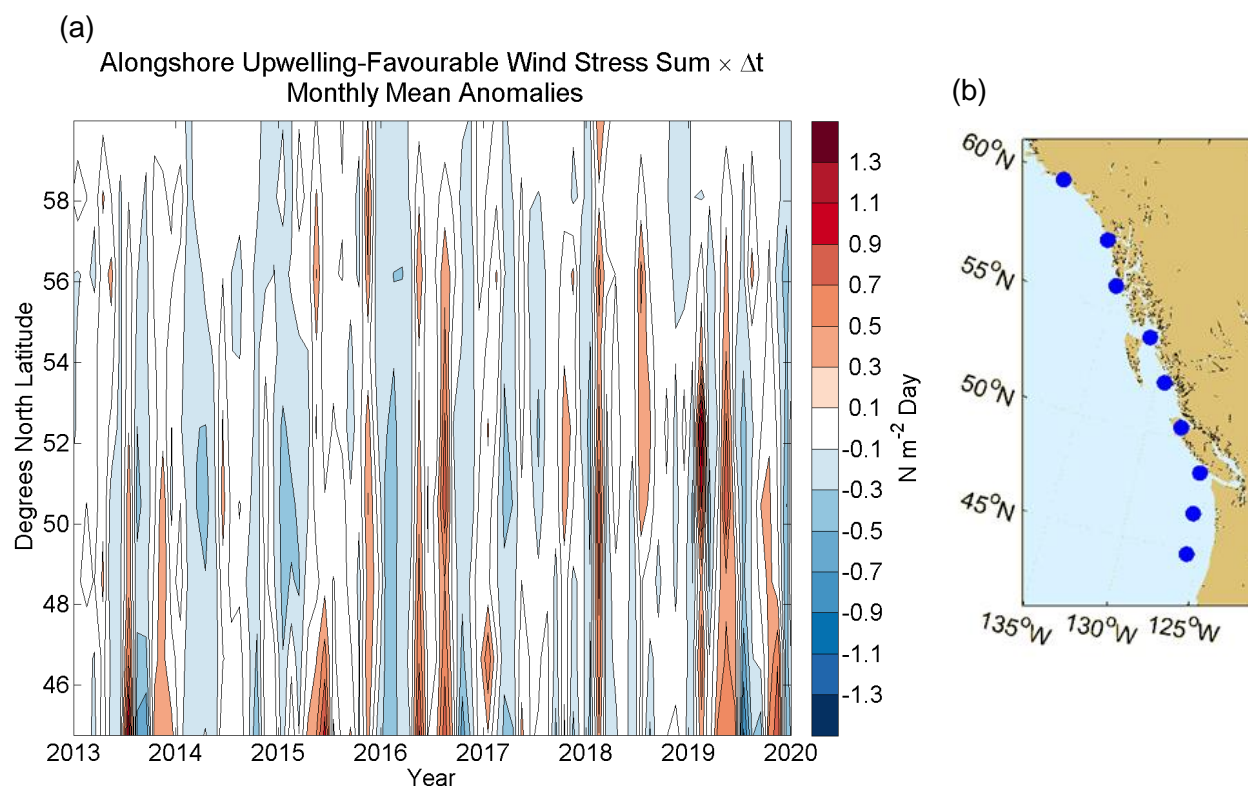 (a)
Alongshore Upwelling-Favourable Wind Stress Sum × Δt
Monthly Mean Anomalies
Degrees North Latitude
58
56
54
52
50
48
46
2013 2014 2015 2016 2017 2018 2019 2020
Year
1.3
1.1
0.9
0.7
0.5
0.3
0.1
-0.1
-0.3
-0.5
-0.7
-0.9
-1.1
-1.3
N m⁻² Day
(b)
60°N
55°N
50°N
45°N
135°W 130°W 125°W